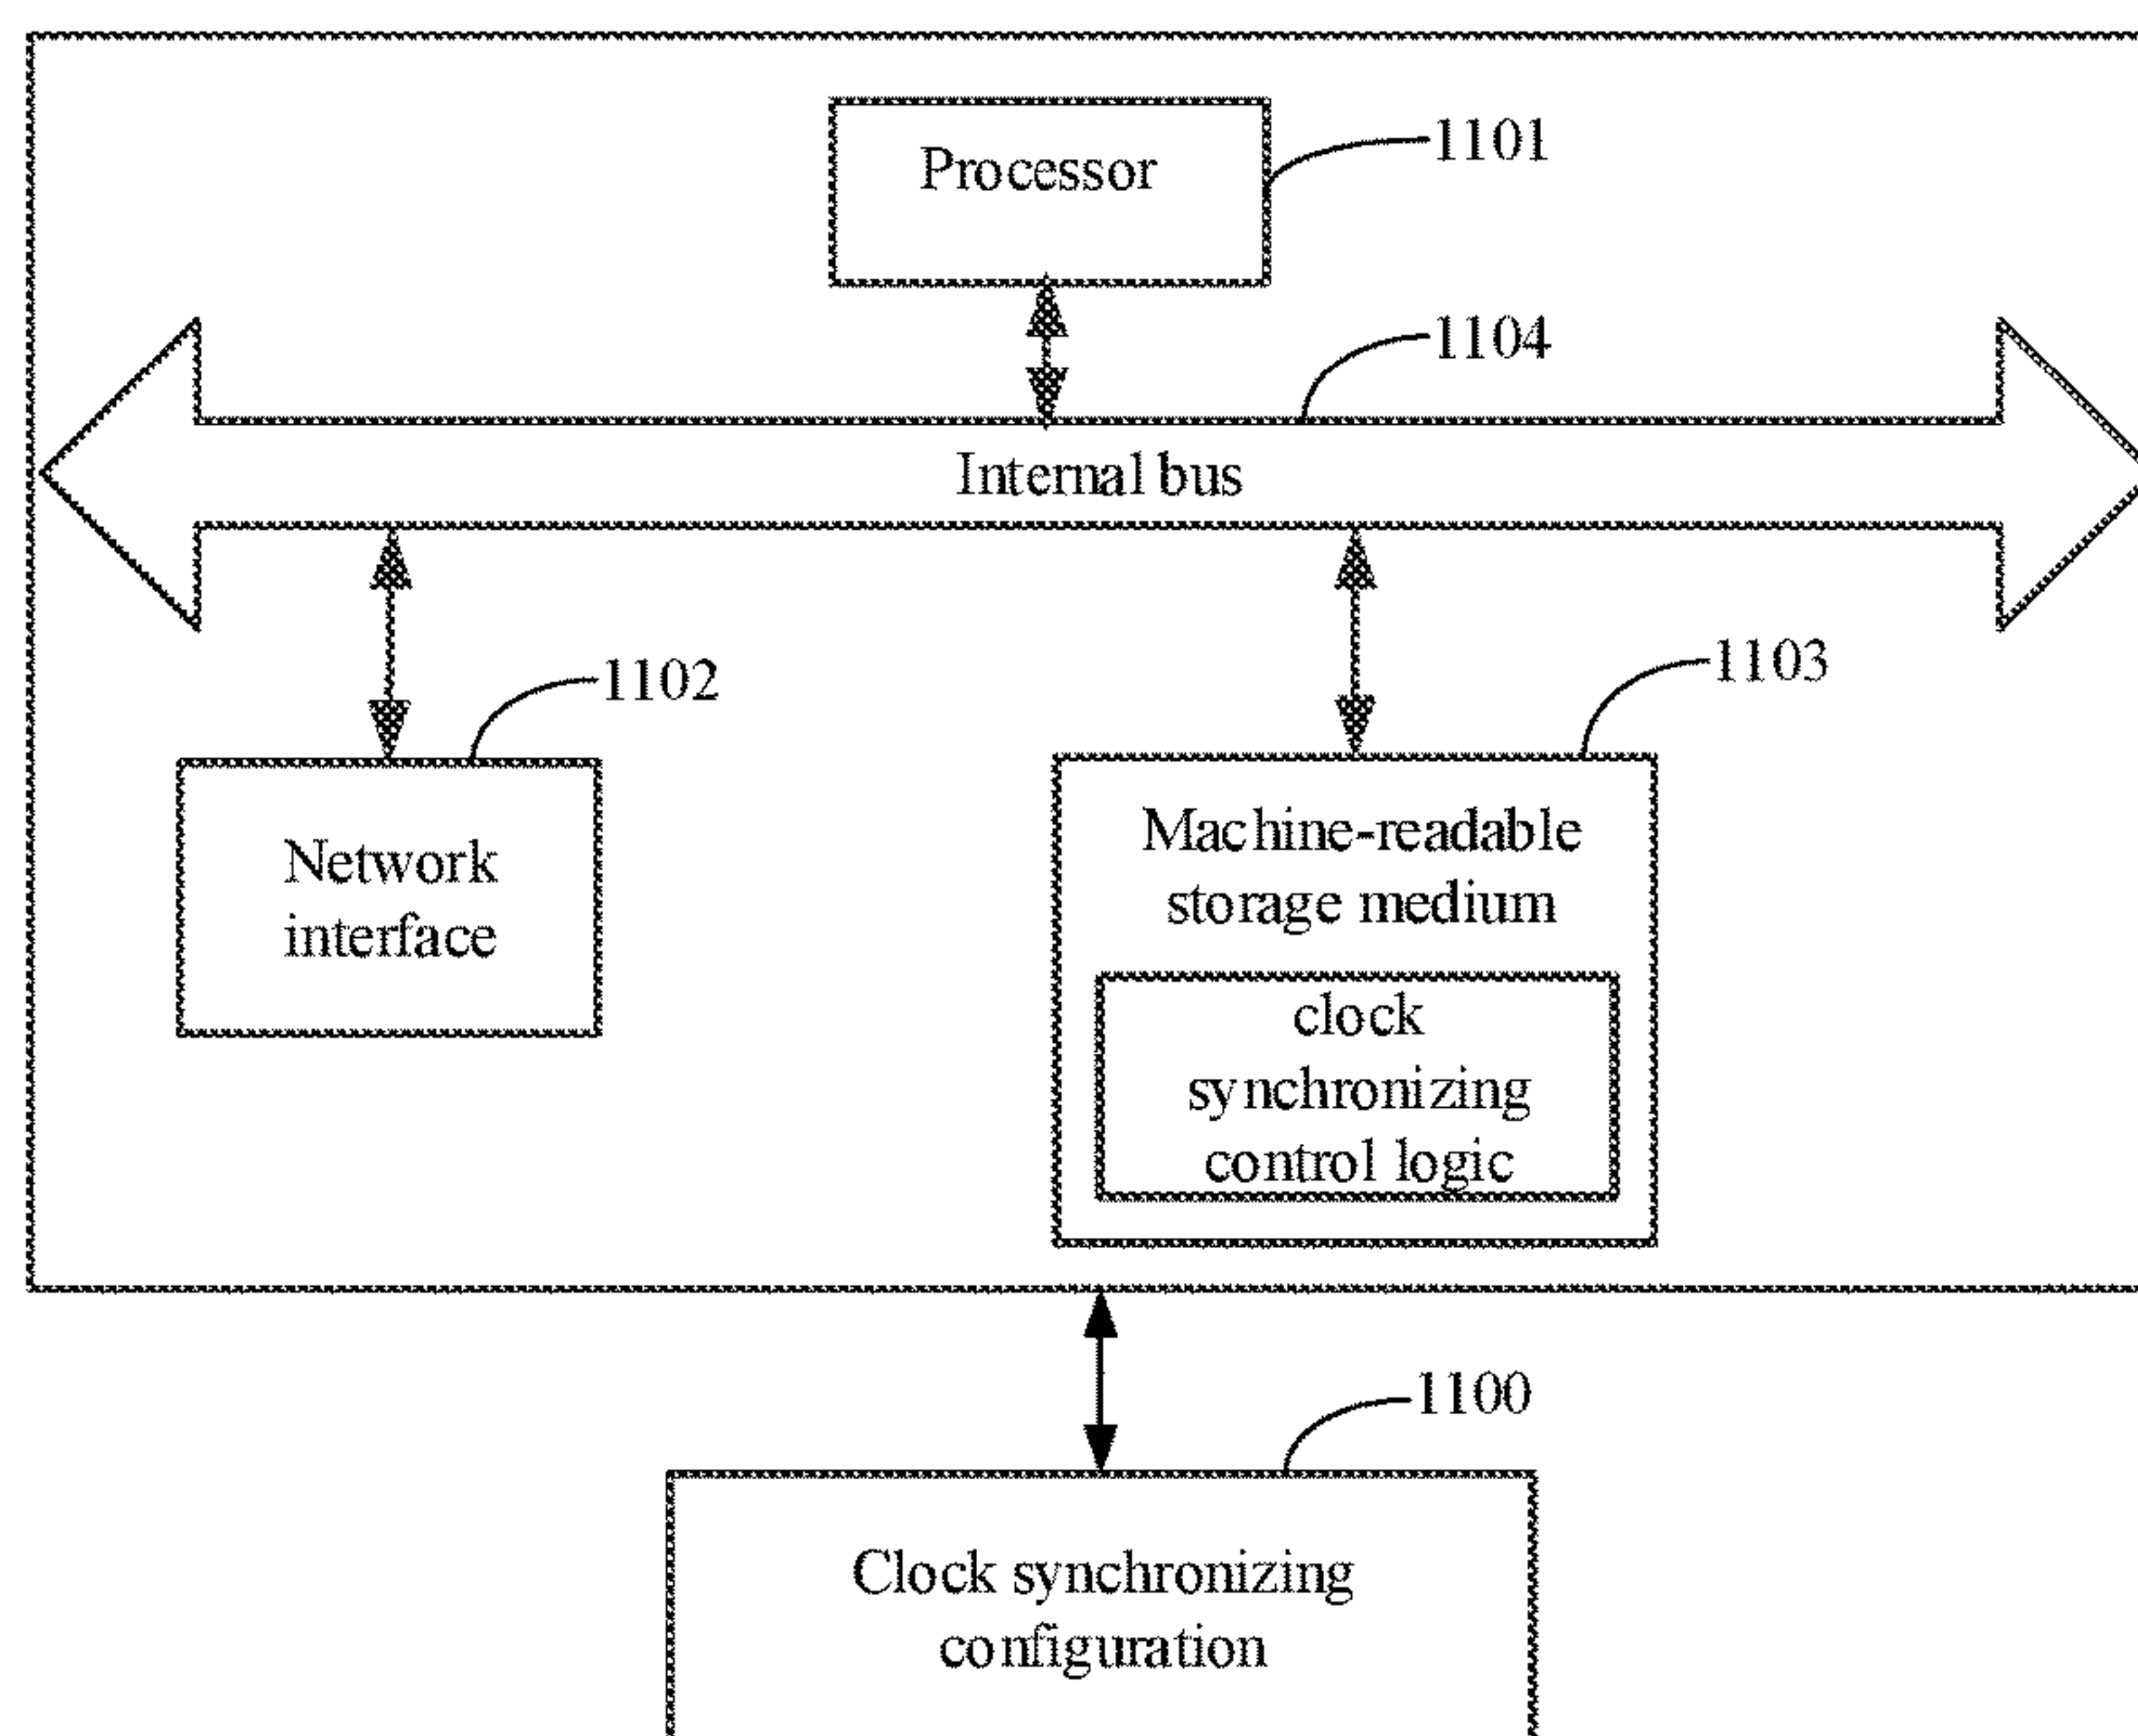 Processor
1101
1104
Internal bus
1102
1103
Network
interface
Machine-readable
storage medium
clock
synchronizing
control logic
1100
Clock synchronizing
configuration